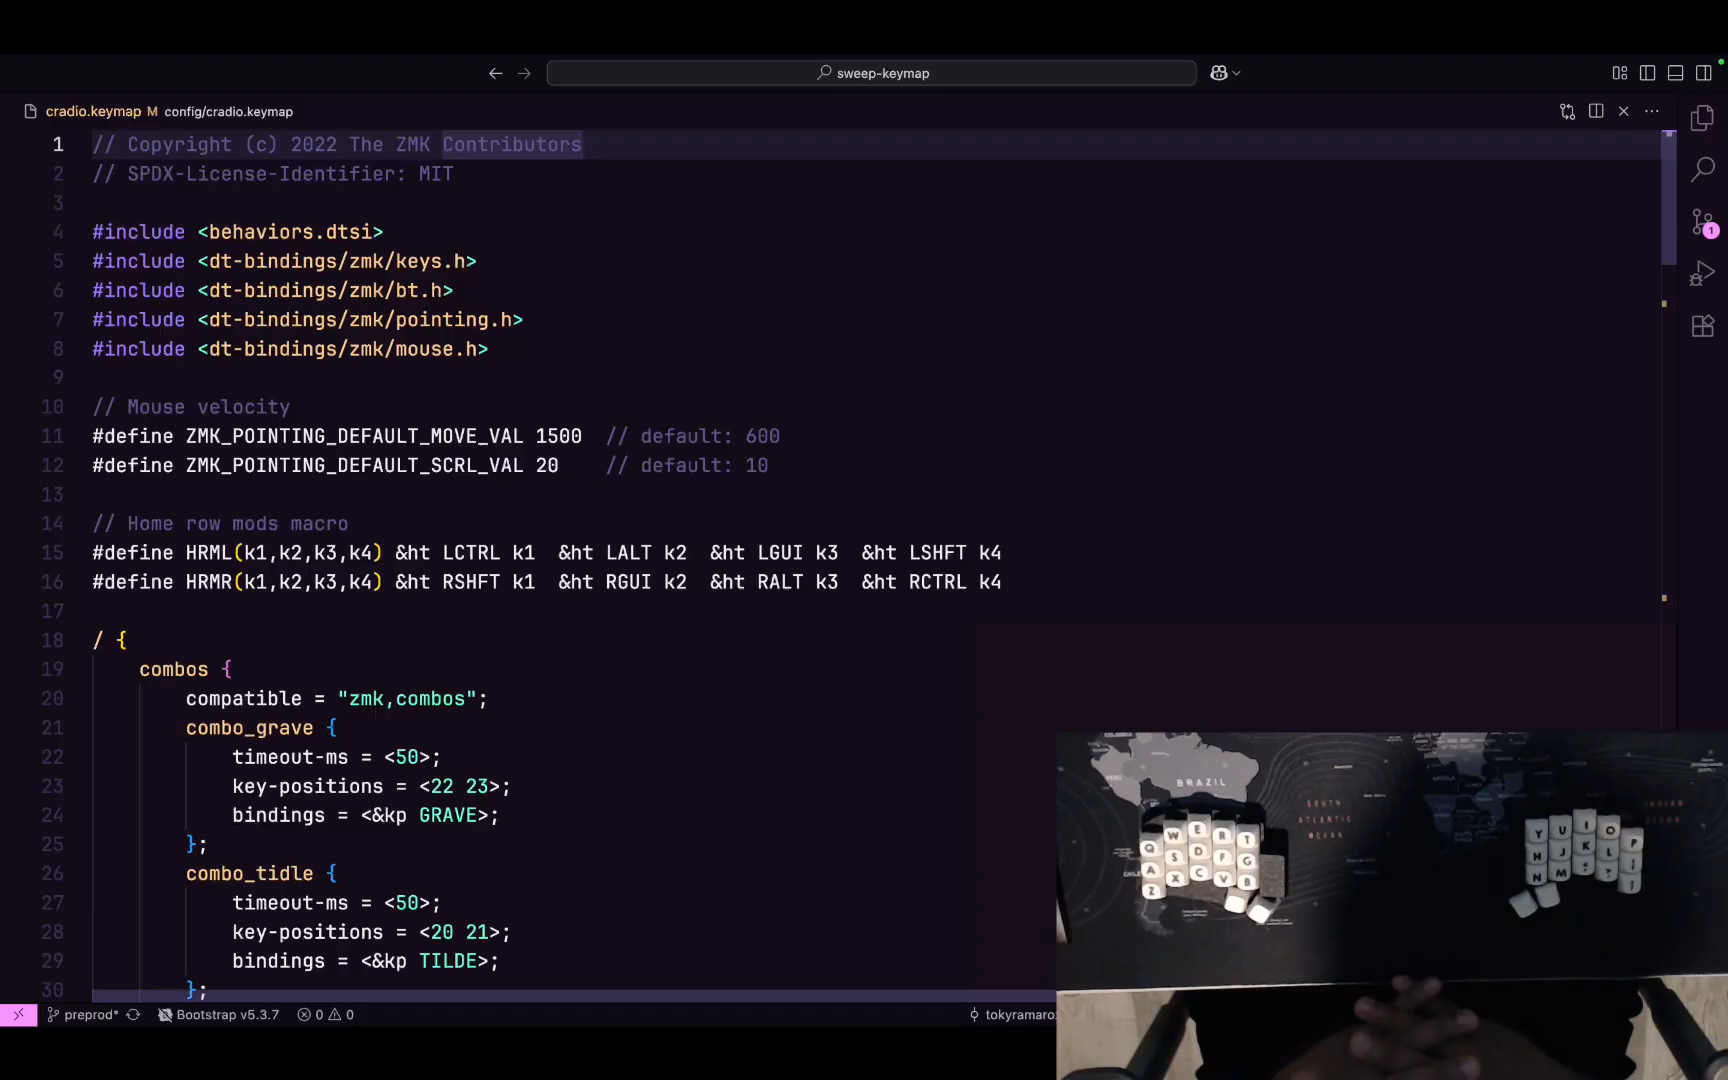 sweep-keymap
cradio.keymap M config/cradio.keymap
1 // Copyright (c) 2022 The ZMK Contributors
2 // SPDX-License-Identifier: MIT
3
4 #include <behaviors.dtsi>
5 #include <dt-bindings/zmk/keys.h>
6 #include <dt-bindings/zmk/bt.h>
7 #include <dt-bindings/zmk/pointing.h>
8 #include <dt-bindings/zmk/mouse.h>
9
10 // Mouse velocity
11 #define ZMK_POINTING_DEFAULT_MOVE_VAL 1500 // default: 600
12 #define ZMK_POINTING_DEFAULT_SCRL_VAL 20 // default: 10
13
14 // Home row mods macro
15 #define HRML(k1,k2,k3,k4) &ht LCTRL k1 &ht LALT k2 &ht LGUI k3 &ht LSHFT k4
16 #define HRMR(k1,k2,k3,k4) &ht RSHFT k1 &ht RGUI k2 &ht RALT k3 &ht RCTRL k4
17
18 / {
19 combos {
20 compatible = "zmk,combos";
21 combo_grave {
22 timeout-ms = <50>;
23 key-positions = <22 23>;
24 bindings = <&kp GRAVE>;
25 };
26 combo_tidle {
27 timeout-ms = <50>;
28 key-positions = <20 21>;
29 bindings = <&kp TILDE>;
30 };
1
preprod* Bootstrap v5.3.7 0 0 tokyramaro
BRAZIL
SOUTH
ATLANTIC
OCEAN
Q W E R T
A S D F G
Z X C V B
Y U I O P
H J K L
N M